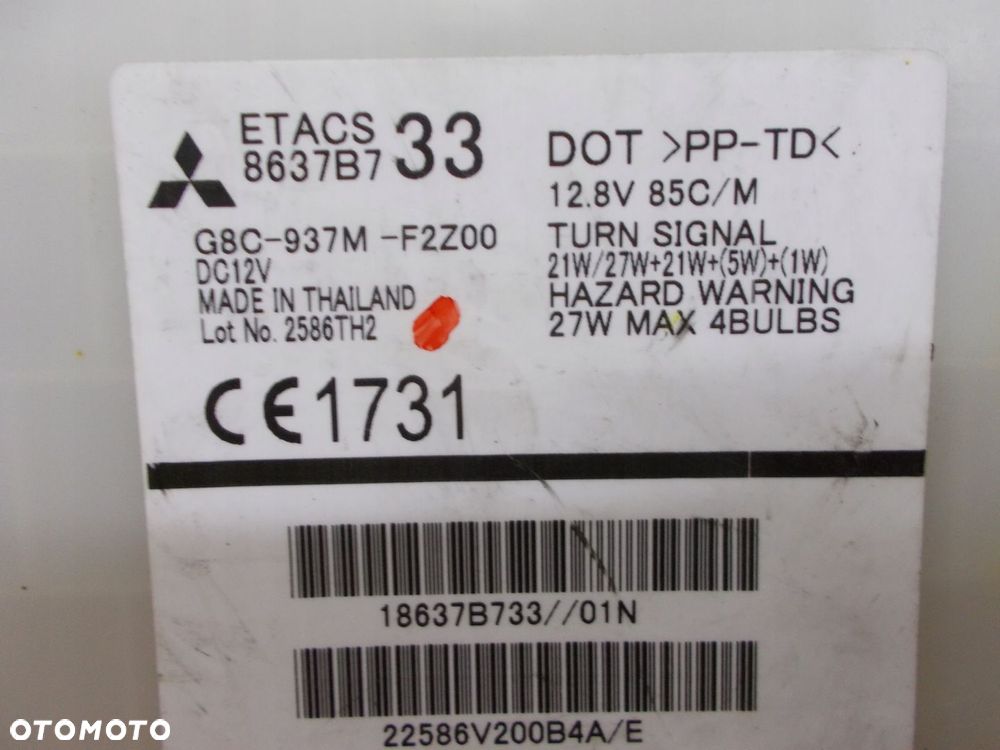 ETACS
8637B7 33
G8C-937M -F2Z00
DC12V
MADE IN THAILAND
Lot No. 2586TH2
CE1731
DOT >PP-TD<
12.8V 85C/M
TURN SIGNAL
21W/27W+21W+(5W)+(1W)
HAZARD WARNING
27W MAX 4BULBS
18637B733//01N
22586V200B4A/E
OTOMOTO